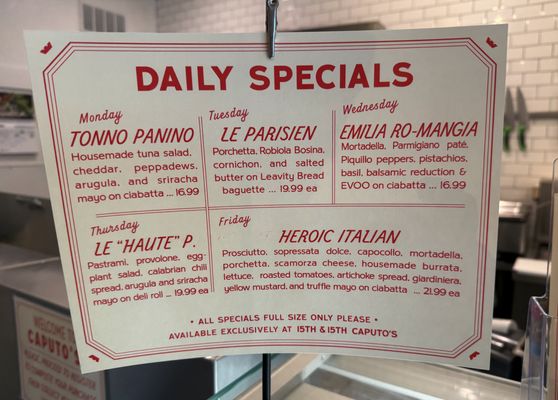 DAILY SPECIALS
Monday
TONNO PANINO
Housemade tuna salad,
cheddar, peppadews,
arugula, and sriracha
mayo on ciabatta ... 16.99
Tuesday
LE PARISIEN
Porchetta, Robiola Bosina,
cornichon, and salted
butter on Leavity Bread
baguette ... 19.99 ea
Wednesday
EMILIA RO-MANGIA
Mortadella, Parmigiano paté,
Piquillo peppers, pistachios,
basil, balsamic reduction &
EVOO on ciabatta ... 16.99
Thursday
LE "HAUTE" P.
Pastrami, provolone, egg-
plant salad, calabrian chili
spread, arugula and sriracha
mayo on deli roll ... 19.99 ea
Friday
HEROIC ITALIAN
Prosciutto, sopressata dolce, capocollo, mortadella,
porchetta, scamorza cheese, housemade burrata,
lettuce, roasted tomatoes, artichoke spread, giardiniera,
yellow mustard, and truffle mayo on ciabatta ... 21.99 ea
• ALL SPECIALS FULL SIZE ONLY PLEASE •
AVAILABLE EXCLUSIVELY AT 15TH & 15TH CAPUTO'S
WELCOME TO
CAPUTO'S